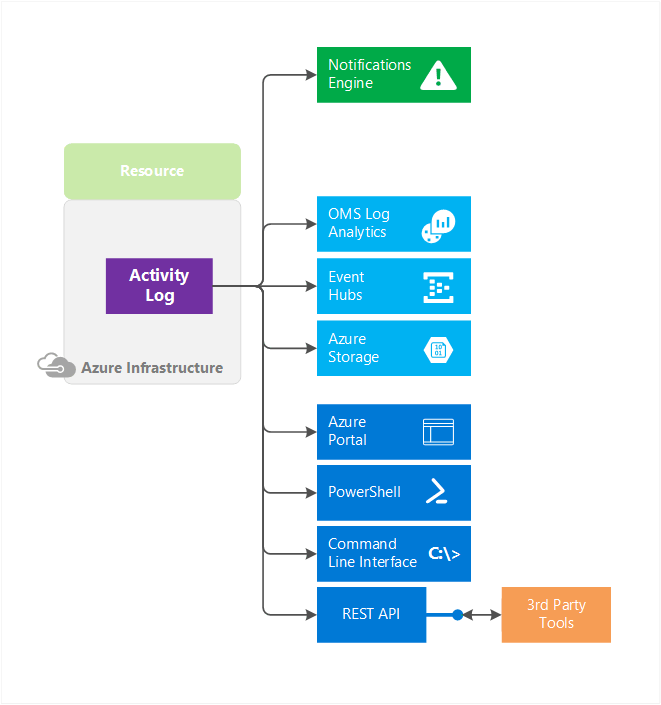 Notifications
Engine
Resource
OMS Log
Analytics
Activity
Log
Event
Hubs
Azure
Storage
10
01
Azure Infrastructure
Azure
Portal
PowerShell
Command
Line Interface
C:\>
REST API
3rd Party
Tools